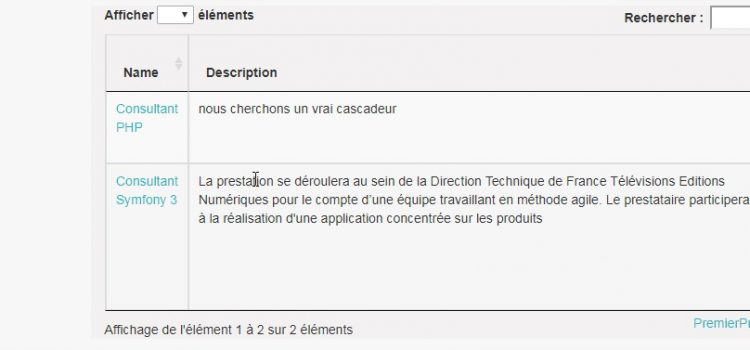 Afficher éléments
Rechercher :
Name Description
Consultant PHP nous cherchons un vrai cascadeur
Consultant Symfony 3 La prestation se déroulera au sein de la Direction Technique de France Télévisions Editions
Numériques pour le compte d'une équipe travaillant en méthode agile. Le prestataire participera
à la réalisation d'une application concentrée sur les produits
Affichage de l'élément 1 à 2 sur 2 éléments
Premier